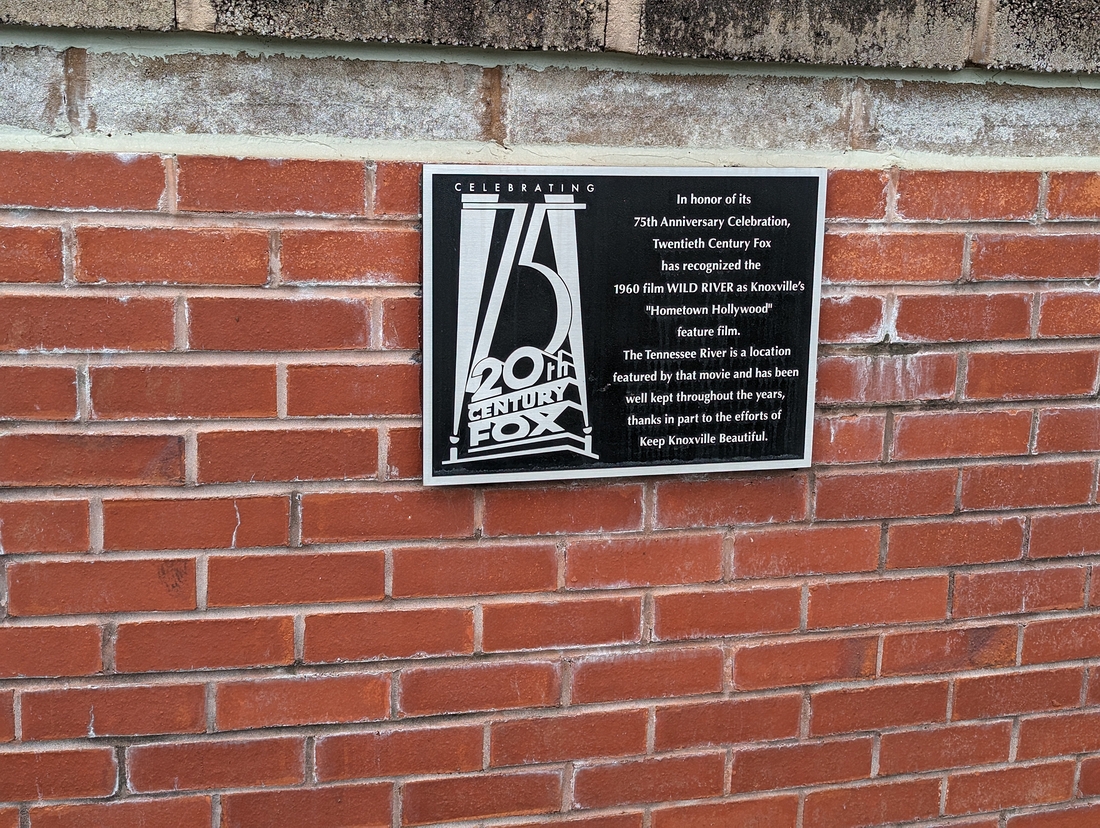 CELEBRATING
75
20th
CENTURY
FOX
In honor of its
75th Anniversary Celebration,
Twentieth Century Fox
has recognized the
1960 film WILD RIVER as Knoxville's
"Hometown Hollywood"
feature film.
The Tennessee River is a location
featured by that movie and has been
well kept throughout the years,
thanks in part to the efforts of
Keep Knoxville Beautiful.